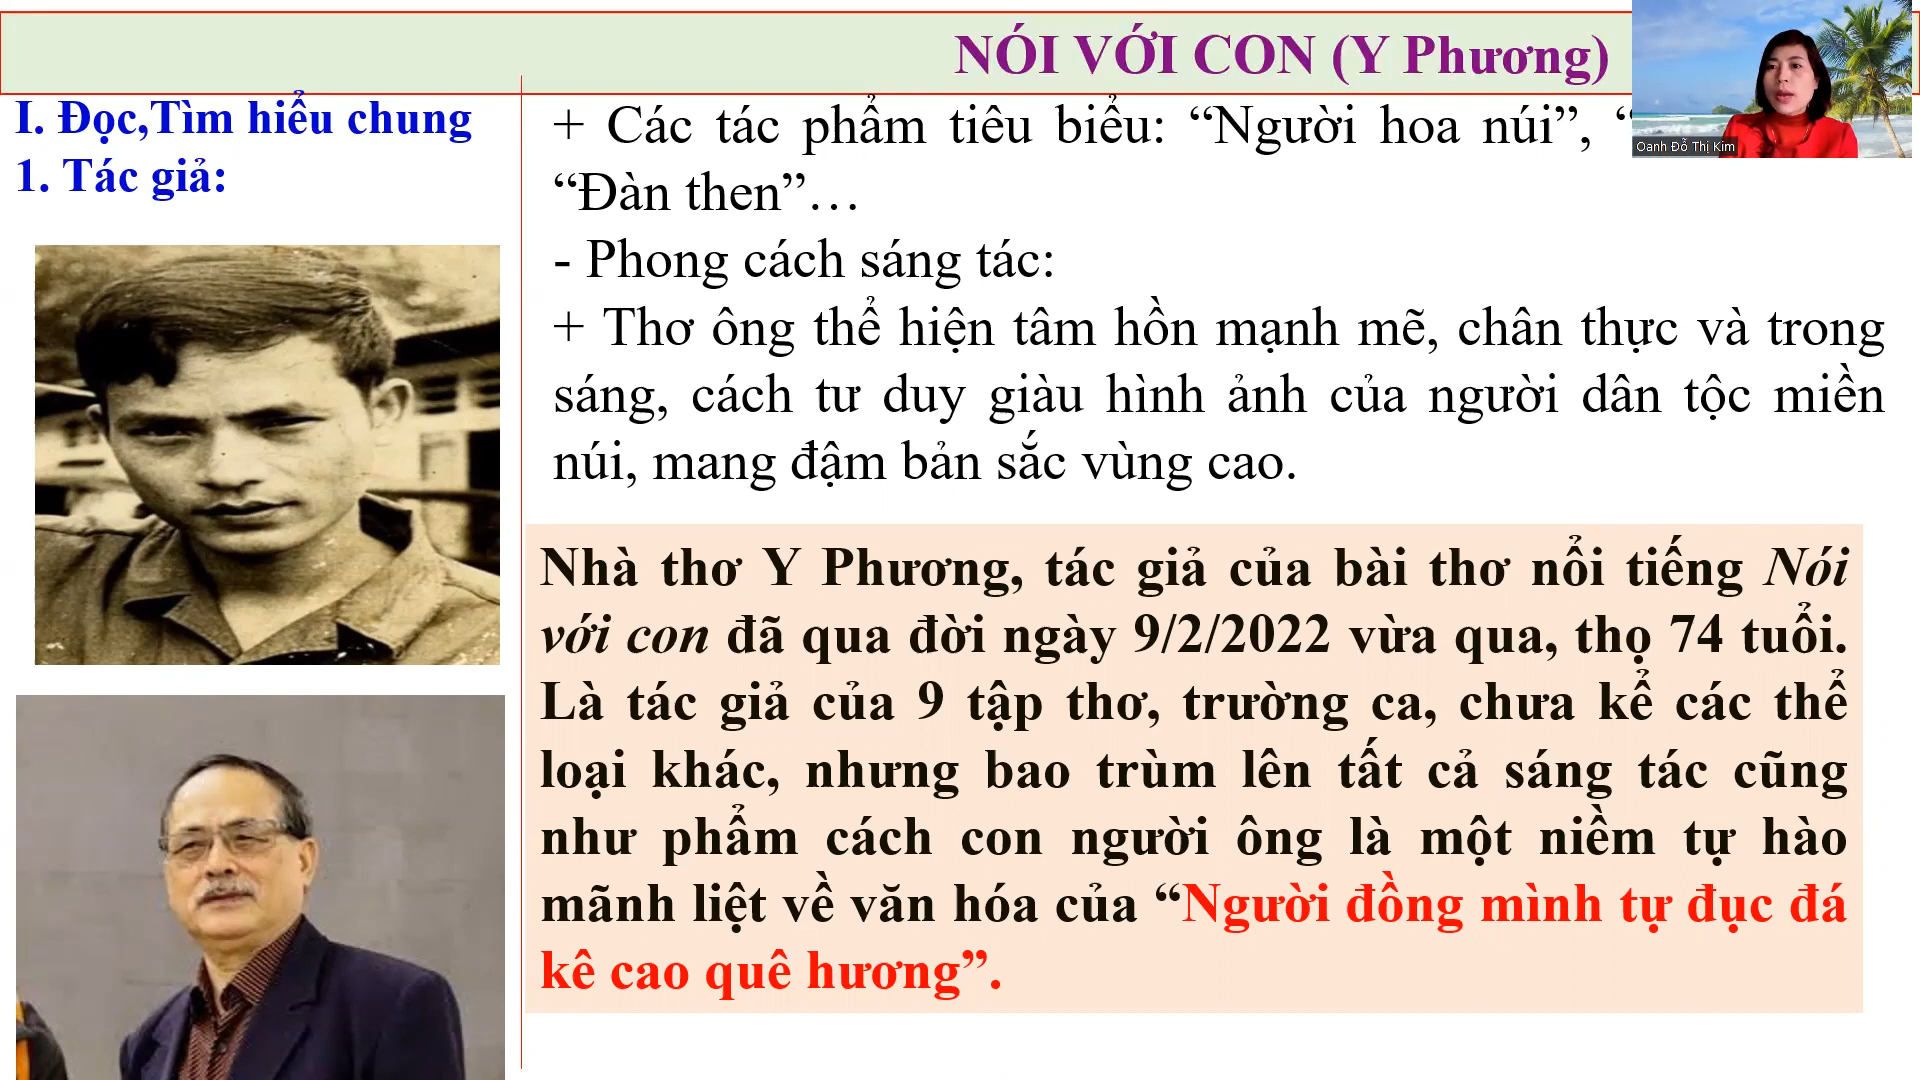 NÓI VỚI CON (Y Phương)
Oanh Đỗ Thị Kim
I. Đọc,Tìm hiểu chung
1. Tác giả:
+ Các tác phẩm tiêu biểu: “Người hoa núi”, “
“Đàn then”…
- Phong cách sáng tác:
+ Thơ ông thể hiện tâm hồn mạnh mẽ, chân thực và trong
sáng, cách tư duy giàu hình ảnh của người dân tộc miền
núi, mang đậm bản sắc vùng cao.
Nhà thơ Y Phương, tác giả của bài thơ nổi tiếng Nói
với con đã qua đời ngày 9/2/2022 vừa qua, thọ 74 tuổi.
Là tác giả của 9 tập thơ, trường ca, chưa kể các thể
loại khác, nhưng bao trùm lên tất cả sáng tác cũng
như phẩm cách con người ông là một niềm tự hào
mãnh liệt về văn hóa của “Người đồng mình tự đục đá
kê cao quê hương”.